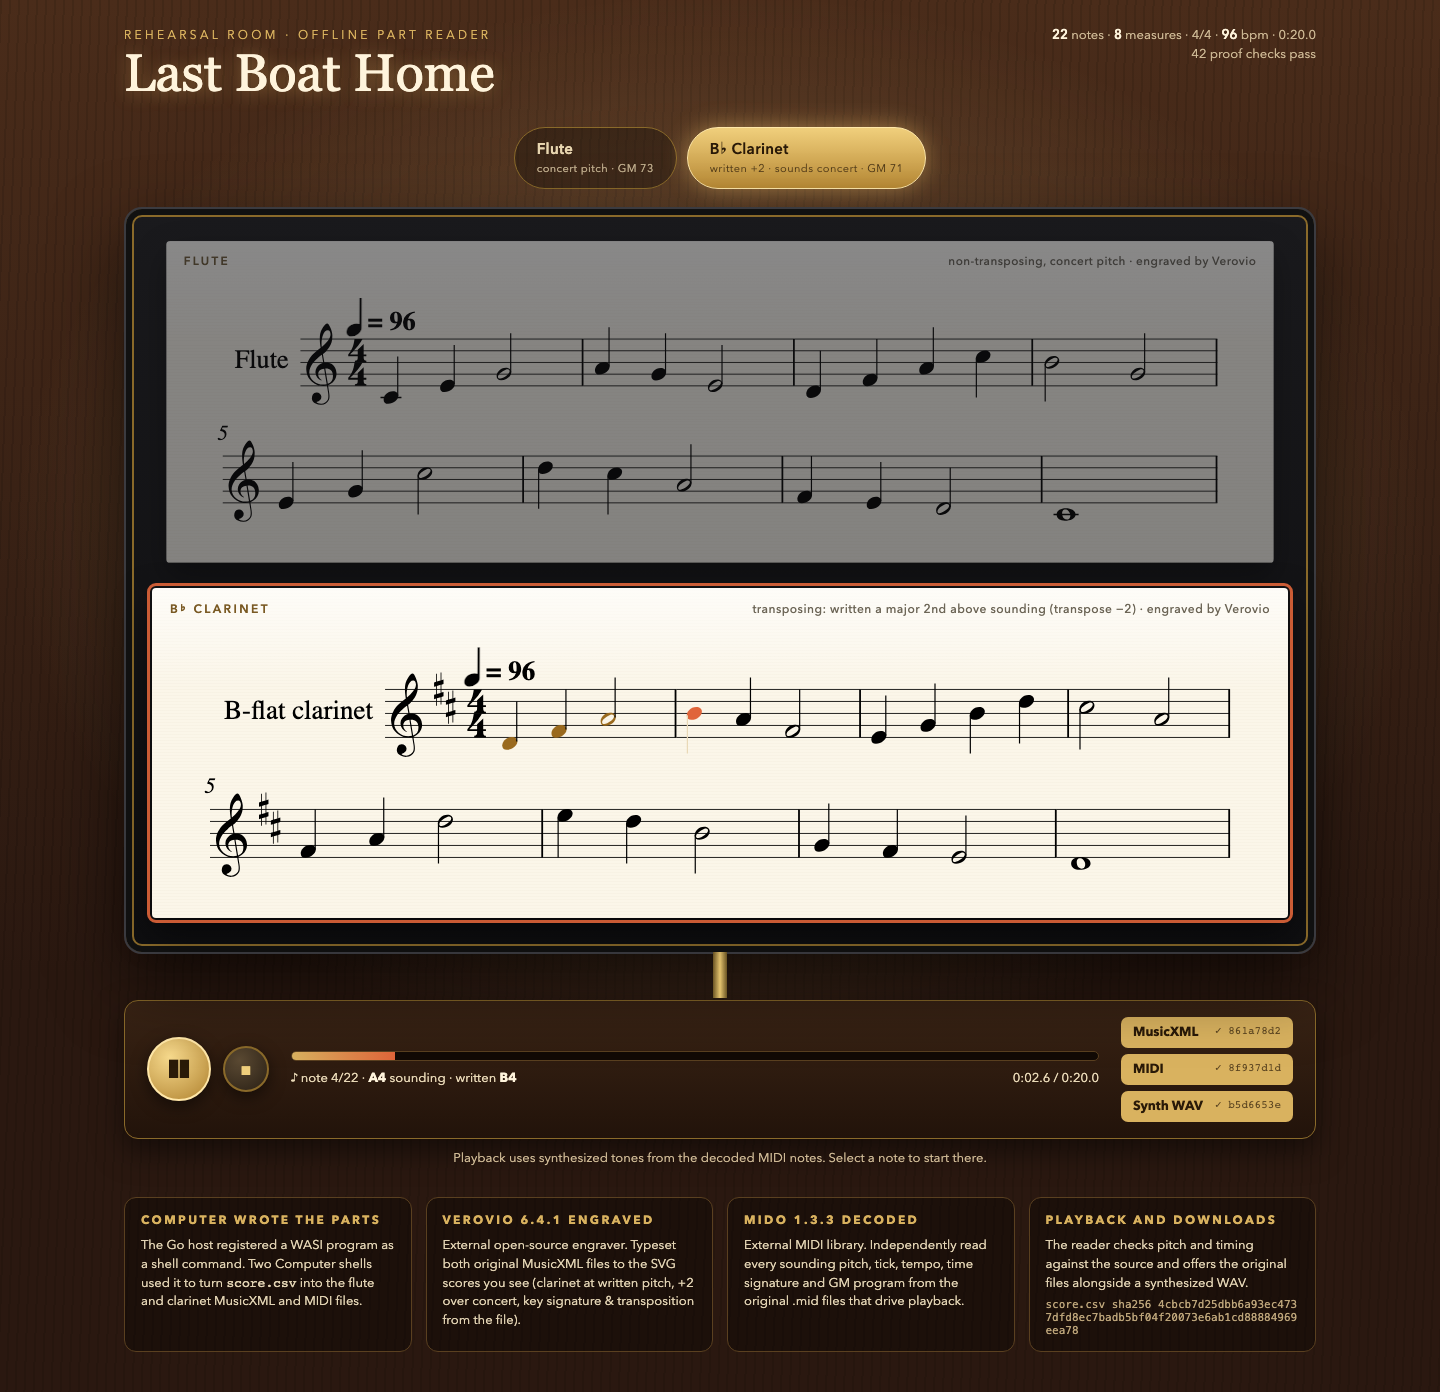 REHEARSAL ROOM · OFFLINE PART READER
Last Boat Home
22 notes · 8 measures · 4/4 · 96 bpm · 0:20.0
42 proof checks pass
Flute
concert pitch · GM 73
B♭ Clarinet
written +2 · sounds concert · GM 71
FLUTE
non-transposing, concert pitch · engraved by Verovio
= 96
Flute
4
4
5
B♭ CLARINET
transposing: written a major 2nd above sounding (transpose −2) · engraved by Verovio
= 96
B-flat clarinet
4
4
5
♪ note 4/22 · A4 sounding · written B4
0:02.6 / 0:20.0
MusicXML ✓ 861a78d2
MIDI ✓ 8f937d1d
Synth WAV ✓ b5d6653e
Playback uses synthesized tones from the decoded MIDI notes. Select a note to start there.
COMPUTER WROTE THE PARTS
The Go host registered a WASI program as
a shell command. Two Computer shells
used it to turn score.csv into the flute
and clarinet MusicXML and MIDI files.
VEROVIO 6.4.1 ENGRAVED
External open-source engraver. Typeset
both original MusicXML files to the SVG
scores you see (clarinet at written pitch, +2
over concert, key signature & transposition
from the file).
MIDO 1.3.3 DECODED
External MIDI library. Independently read
every sounding pitch, tick, tempo, time
signature and GM program from the
original .mid files that drive playback.
PLAYBACK AND DOWNLOADS
The reader checks pitch and timing
against the source and offers the original
files alongside a synthesized WAV.
score.csv sha256 4cbcb7d25dbb6a93ec473
7dfd8ec7badb5bf04f20073e6ab1cd88884969
eea78